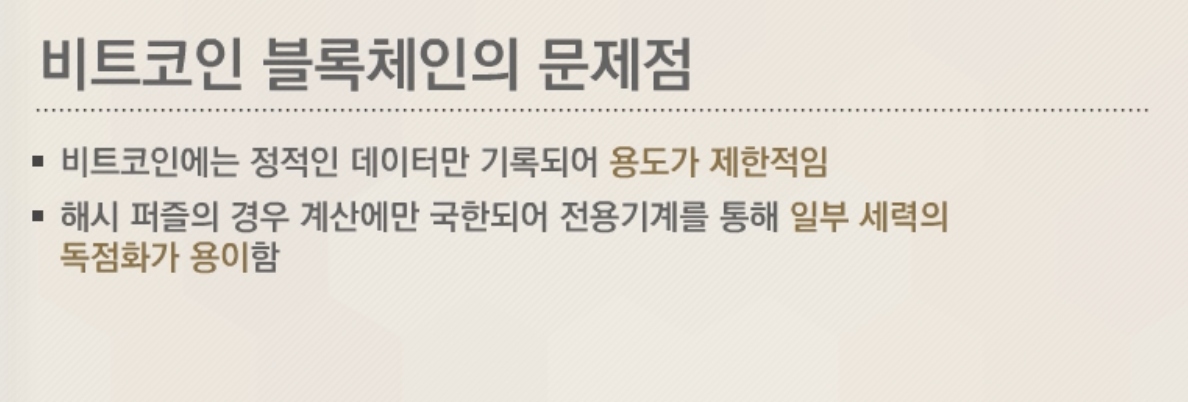 비트코인 블록체인의 문제점
▪ 비트코인에는 정적인 데이터만 기록되어 용도가 제한적임
▪ 해시 퍼즐의 경우 계산에만 국한되어 전용기계를 통해 일부 세력의
독점화가 용이함